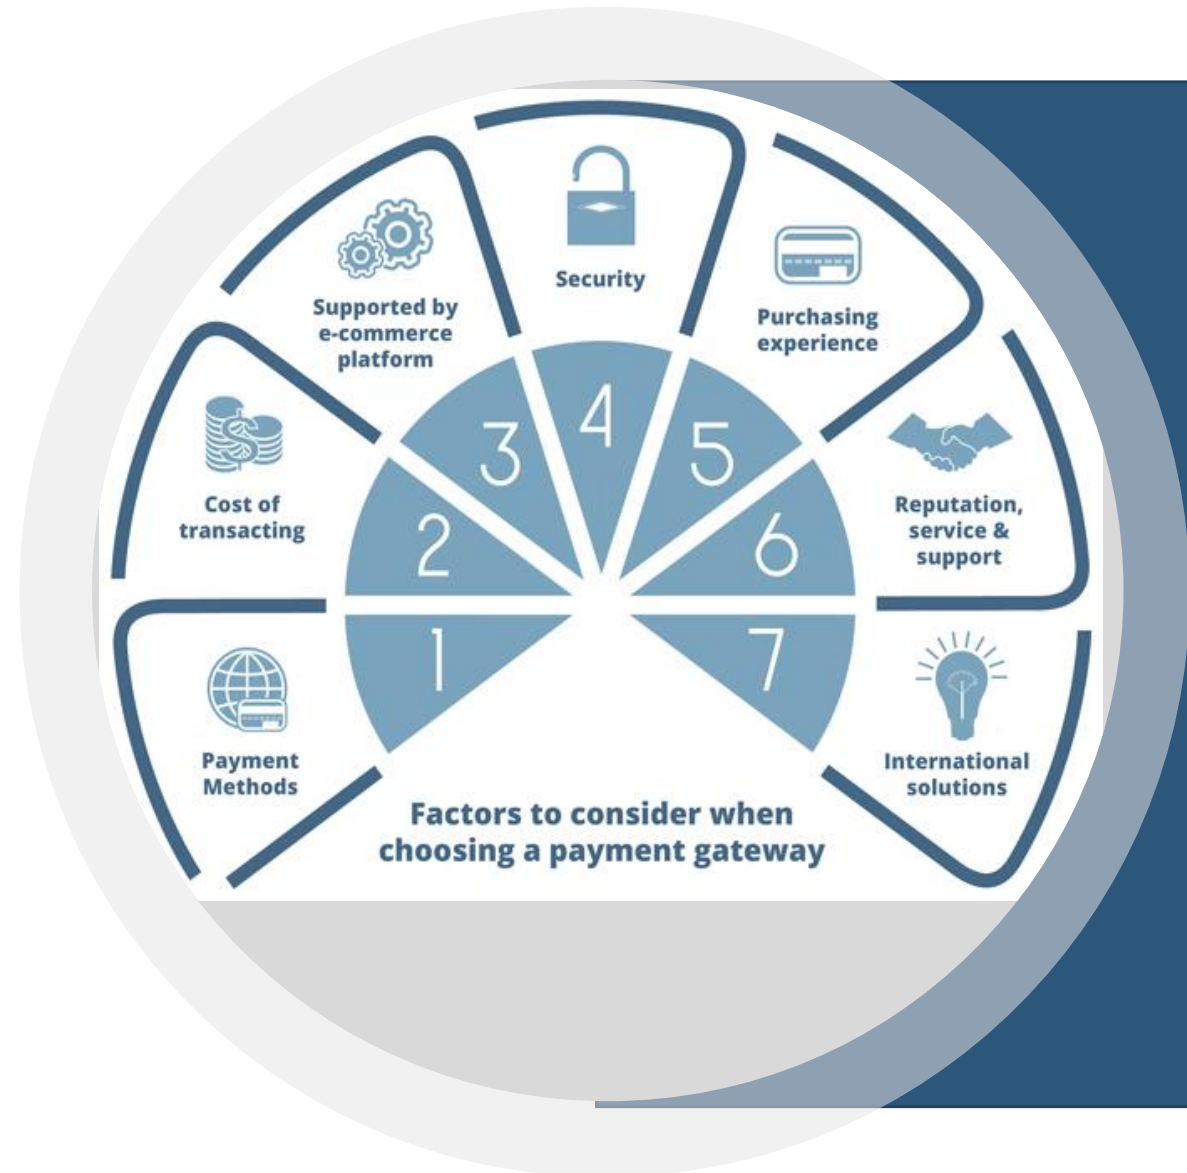 1
Payment
Methods
2
Cost of
transacting
3
Supported by
e-commerce
platform
4
Security
5
Purchasing
experience
6
Reputation,
service &
support
7
International
solutions
Factors to consider when
choosing a payment gateway